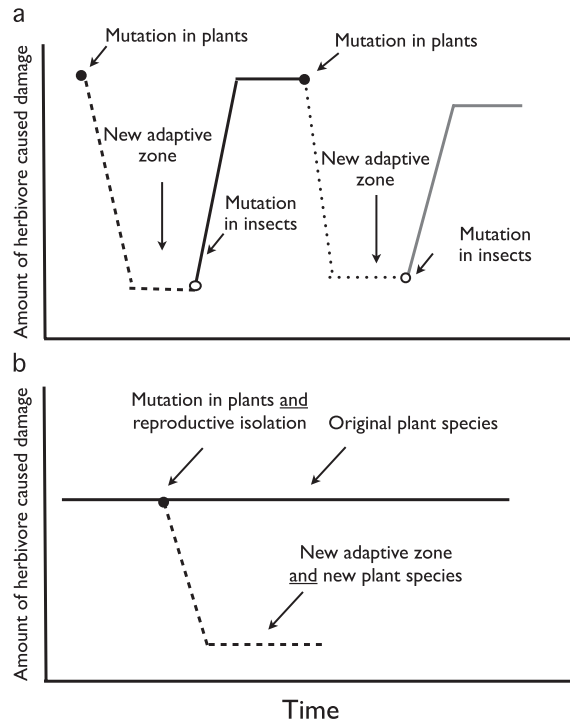 a
Amount of herbivore caused damage
Mutation in plants
Mutation in plants
New adaptive
zone
New adaptive
zone
Mutation
in insects
Mutation
in insects
b
Amount of herbivore caused damage
Mutation in plants and
reproductive isolation
Original plant species
New adaptive zone
and new plant species
Time